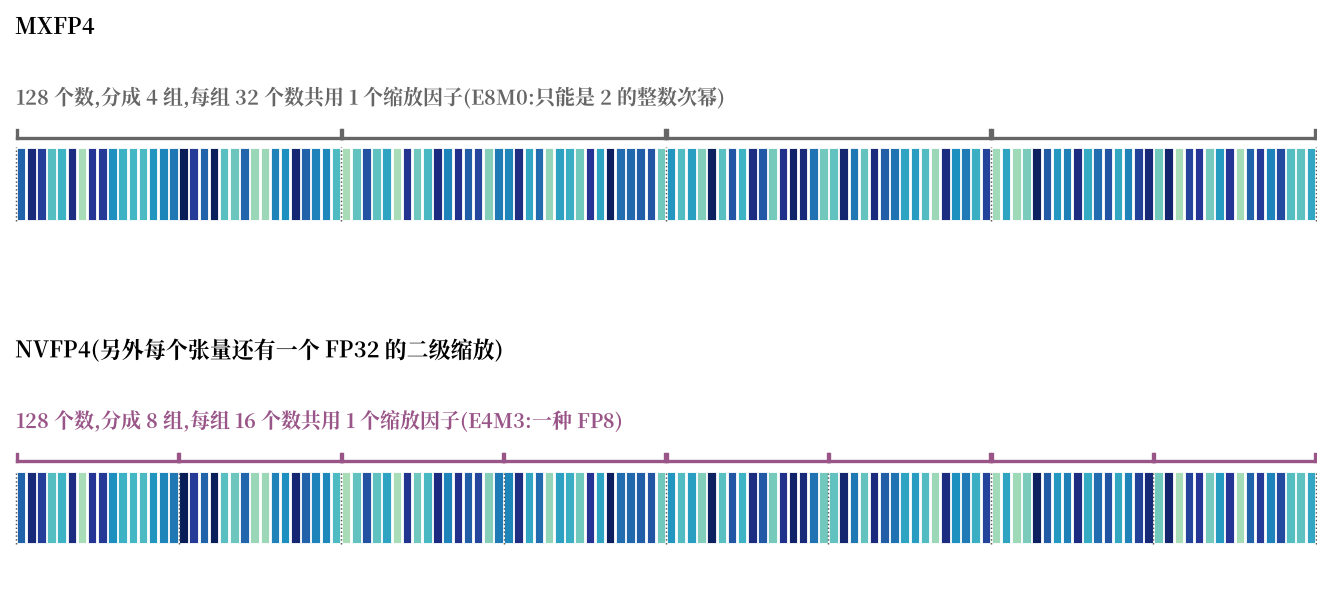 MXFP4
128 个数,分成 4 组,每组 32 个数共用 1 个缩放因子(E8M0:只能是 2 的整数次幂)
NVFP4(另外每个张量还有一个 FP32 的二级缩放)
128 个数,分成 8 组,每组 16 个数共用 1 个缩放因子(E4M3:一种 FP8)